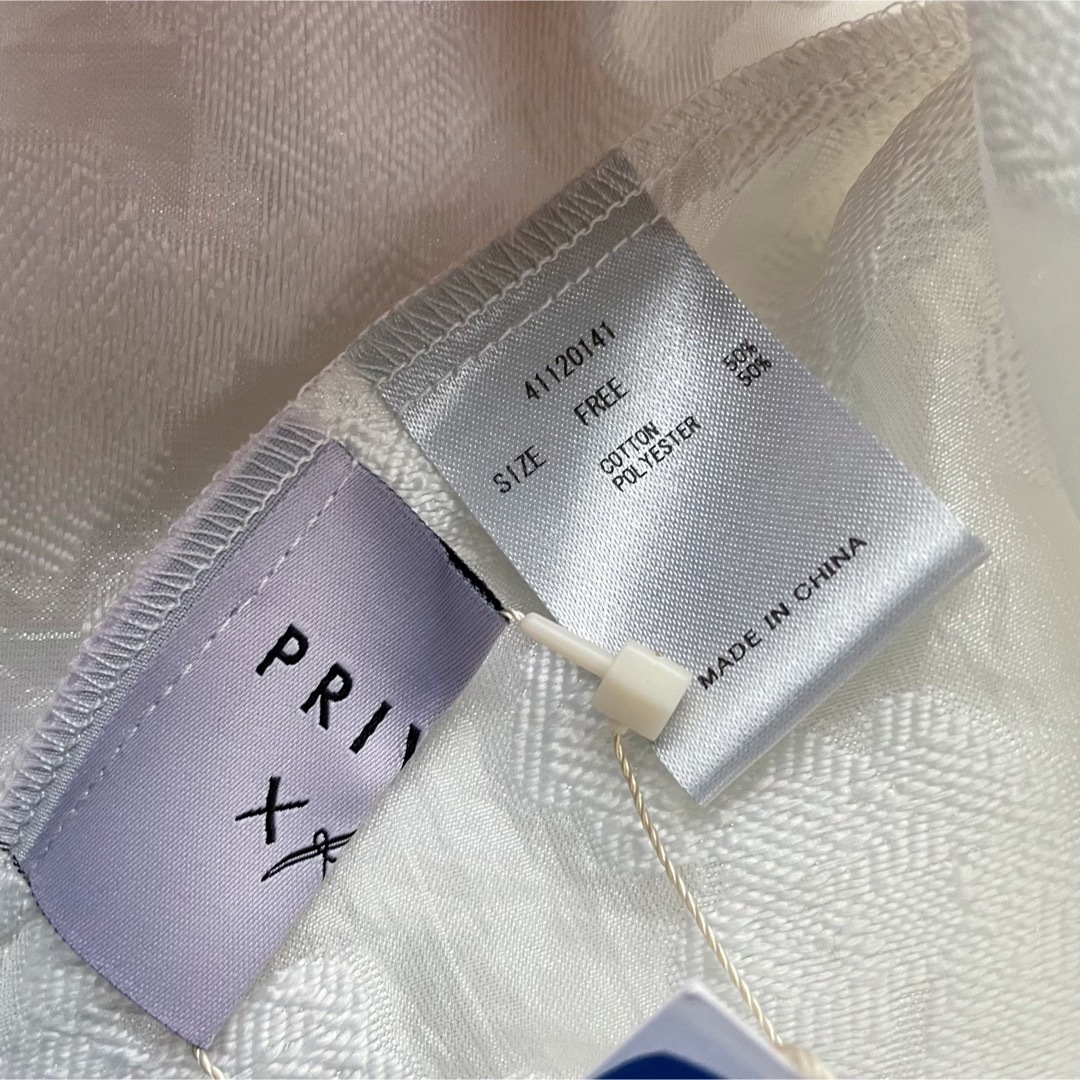 41120141
SIZE FREE
COTTON 50%
POLYESTER 50%
MADE IN CHINA
PRI
X